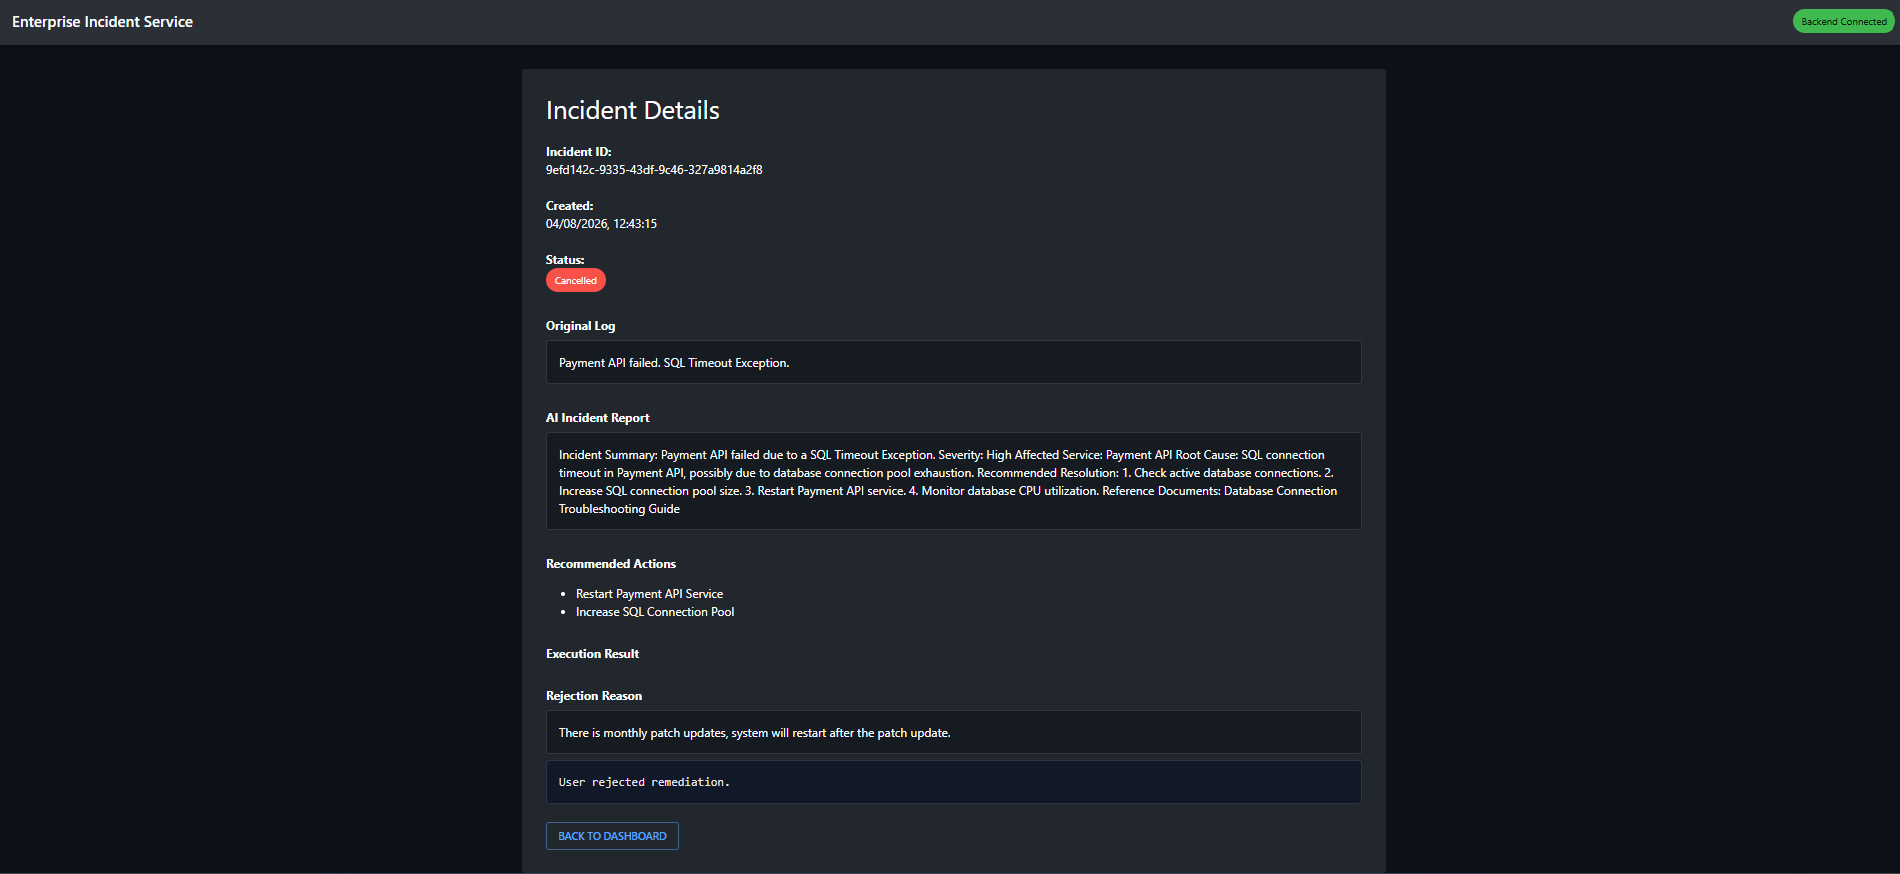 Enterprise Incident Service
Backend Connected
Incident Details
Incident ID:
9efd142c-9335-43df-9c46-327a9814a2f8
Created:
04/08/2026, 12:43:15
Status:
Cancelled
Original Log
Payment API failed. SQL Timeout Exception.
AI Incident Report
Incident Summary: Payment API failed due to a SQL Timeout Exception. Severity: High Affected Service: Payment API Root Cause: SQL connection
timeout in Payment API, possibly due to database connection pool exhaustion. Recommended Resolution: 1. Check active database connections. 2.
Increase SQL connection pool size. 3. Restart Payment API service. 4. Monitor database CPU utilization. Reference Documents: Database Connection
Troubleshooting Guide
Recommended Actions
• Restart Payment API Service
• Increase SQL Connection Pool
Execution Result
Rejection Reason
There is monthly patch updates, system will restart after the patch update.
User rejected remediation.
BACK TO DASHBOARD